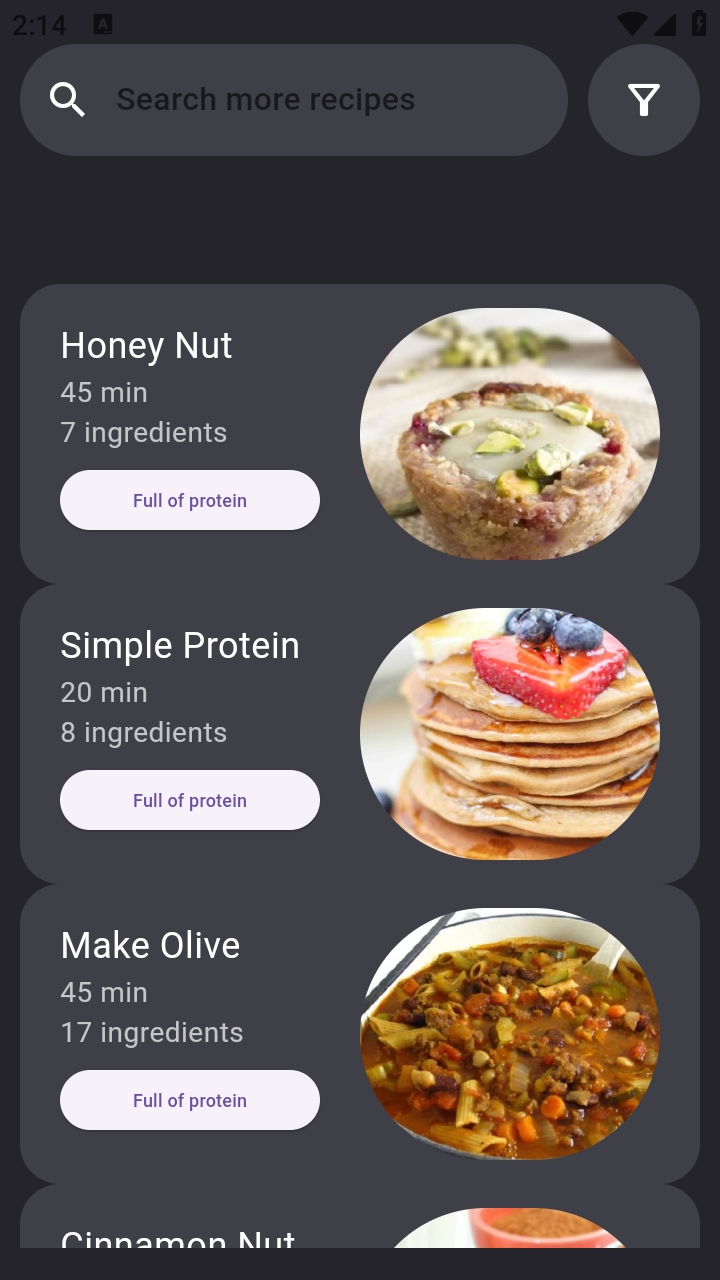 2:14
Search more recipes
Honey Nut
45 min
7 ingredients
Full of protein
Simple Protein
20 min
8 ingredients
Full of protein
Make Olive
45 min
17 ingredients
Full of protein
Cinnamon Nut